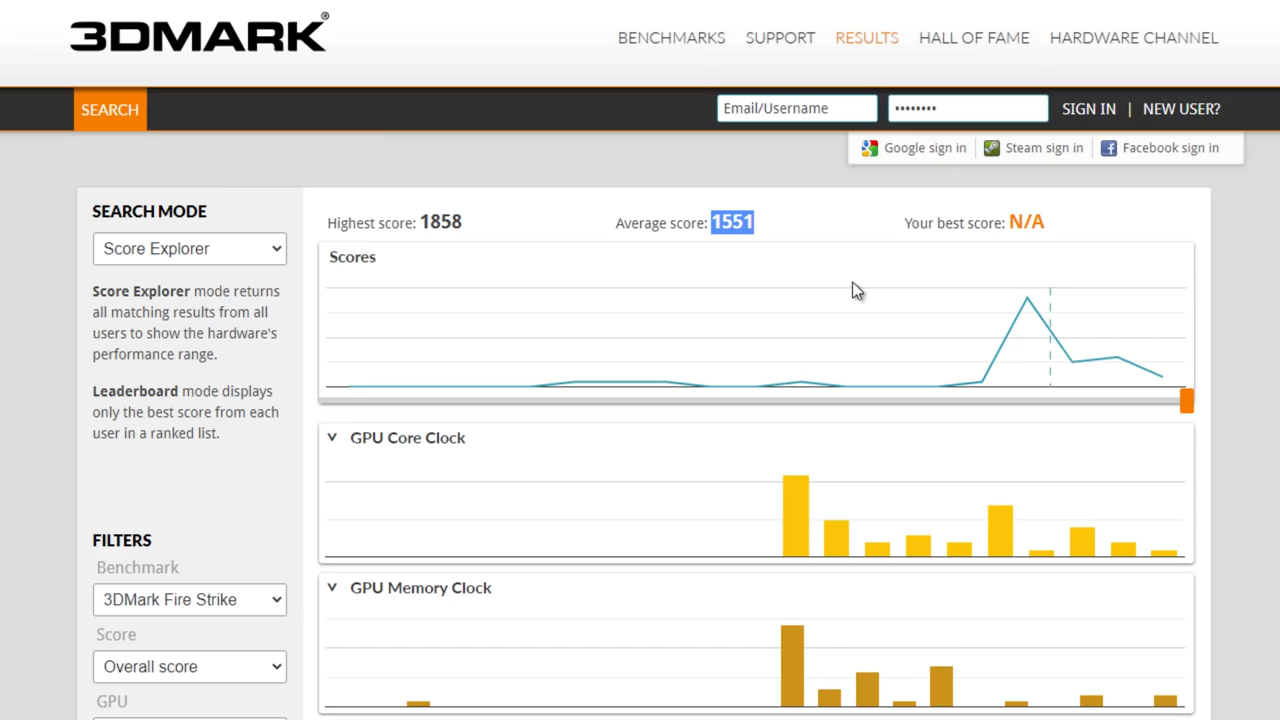 3DMARK®
BENCHMARKS SUPPORT RESULTS HALL OF FAME HARDWARE CHANNEL
SEARCH Email/Username •••••••• SIGN IN | NEW USER?
Google sign in Steam sign in Facebook sign in
SEARCH MODE
Score Explorer
Score Explorer mode returns
all matching results from all
users to show the hardware's
performance range.
Leaderboard mode displays
only the best score from each
user in a ranked list.
FILTERS
Benchmark
3DMark Fire Strike
Score
Overall score
GPU
Highest score: 1858 Average score: 1551 Your best score: N/A
Scores
GPU Core Clock
GPU Memory Clock